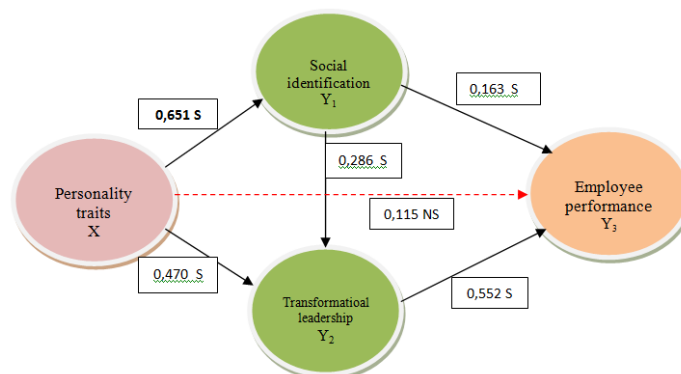 Social
identification
Y₁
0,163 S
0,651 S
0,286 S
Personality
traits
X
Employee
performance
Y₃
0,115 NS
0,470 S
Transformatioal
leadership
Y₂
0,552 S